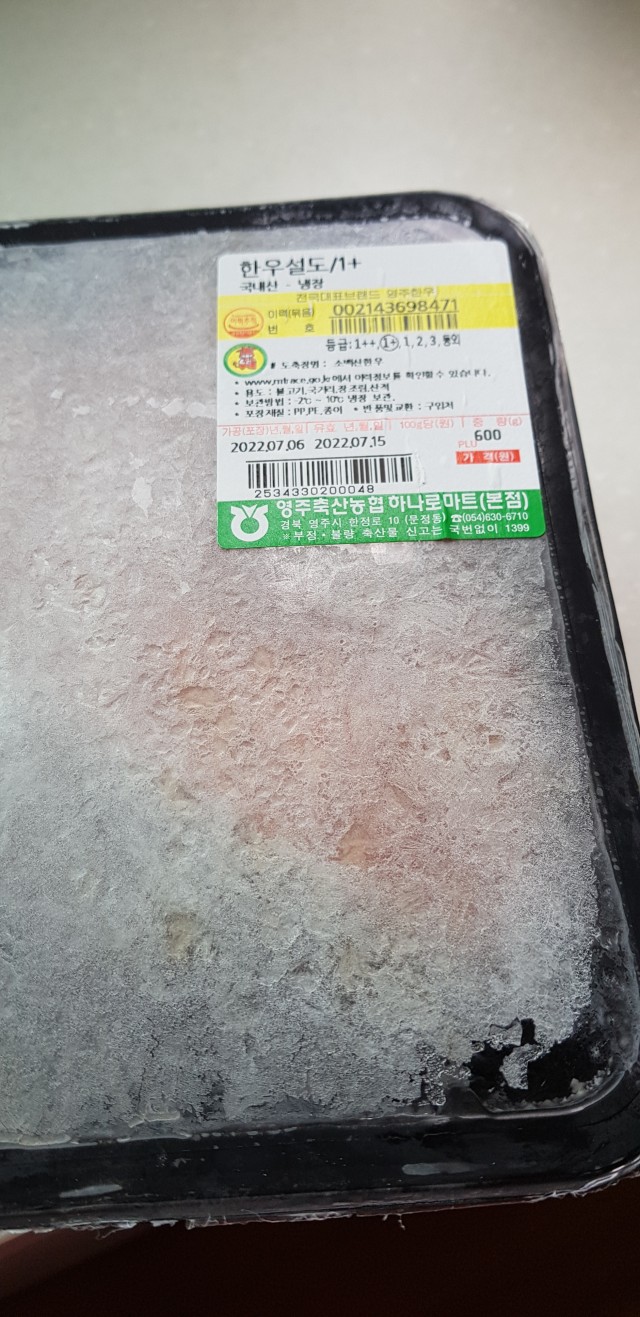 한우설도/1+
국내산 - 냉장
전국대표브랜드 영주한우
이력(묶음) 002143698471
번 호
등급:1++,1+,1,2,3,등외
도축장명 : 소백산한우
• www.mtrace.go.kr에서 이력정보를 확인할 수 있습니다.
• 용도 : 불고기,국거리,장조림,산적
• 보관방법 : -2℃ ~ 10℃ 냉장 보관.
• 포장재질 : PP,PE,종이 • 반품및교환 : 구입처
가공(포장)년,월,일 유효 년,월,일 100g당(원) 중 량(g)
2022.07.06 2022.07.15 PLU 600
가 격(원)
2534330200048
영주축산농협 하나로마트(본점)
경북 영주시 한정로 10 (문정동) ☎(054)630-6710
※ 부정·불량 축산물 신고는 국번없이 1399